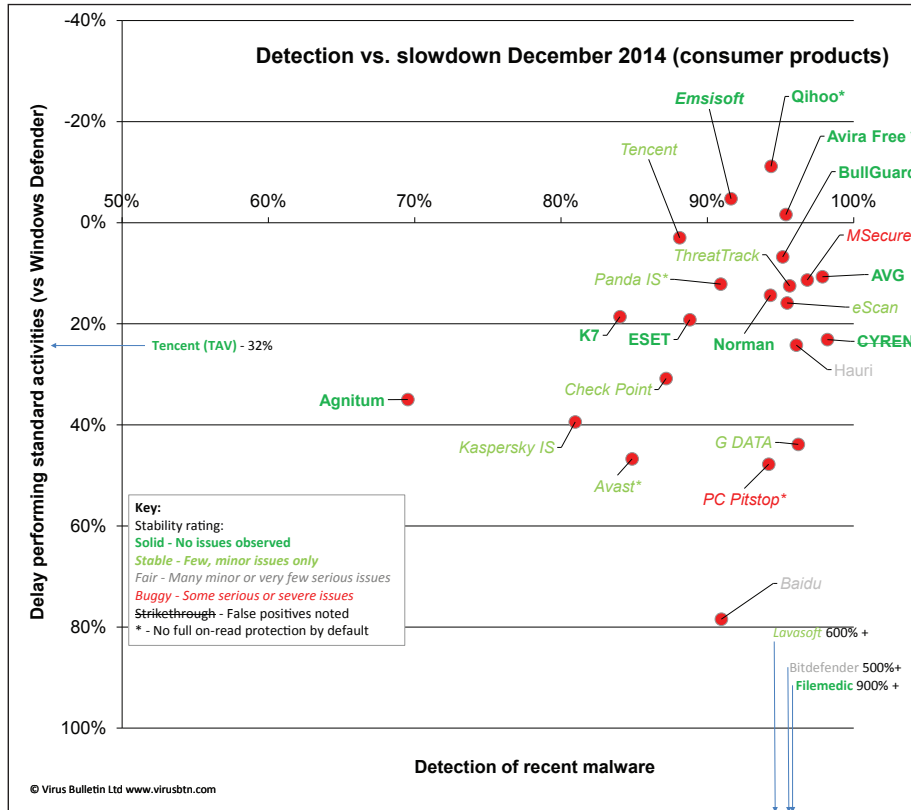 -40%
Detection vs. slowdown December 2014 (consumer products)
Emsisoft
Qihoo*
-20%
Avira Free
Tencent
BullGuard
50%
60%
70%
80%
90%
100%
0%
MSecure
ThreatTrack
Panda IS*
AVG
eScan
20%
K7
ESET
Norman
CYREN
Tencent (TAV) - 32%
Hauri
Check Point
Agnitum
40%
Kaspersky IS
G DATA
Avast*
PC Pitstop*
Key:
Stability rating:
Solid - No issues observed
Stable - Few, minor issues only
Fair - Many minor or very few serious issues
Buggy - Some serious or severe issues
Strikethrough - False positives noted
* - No full on-read protection by default
60%
Baidu
80%
Lavasoft 600% +
Bitdefender 500%+
Filemedic 900% +
100%
Delay performing standard activities (vs Windows Defender)
Detection of recent malware
© Virus Bulletin Ltd www.virusbtn.com